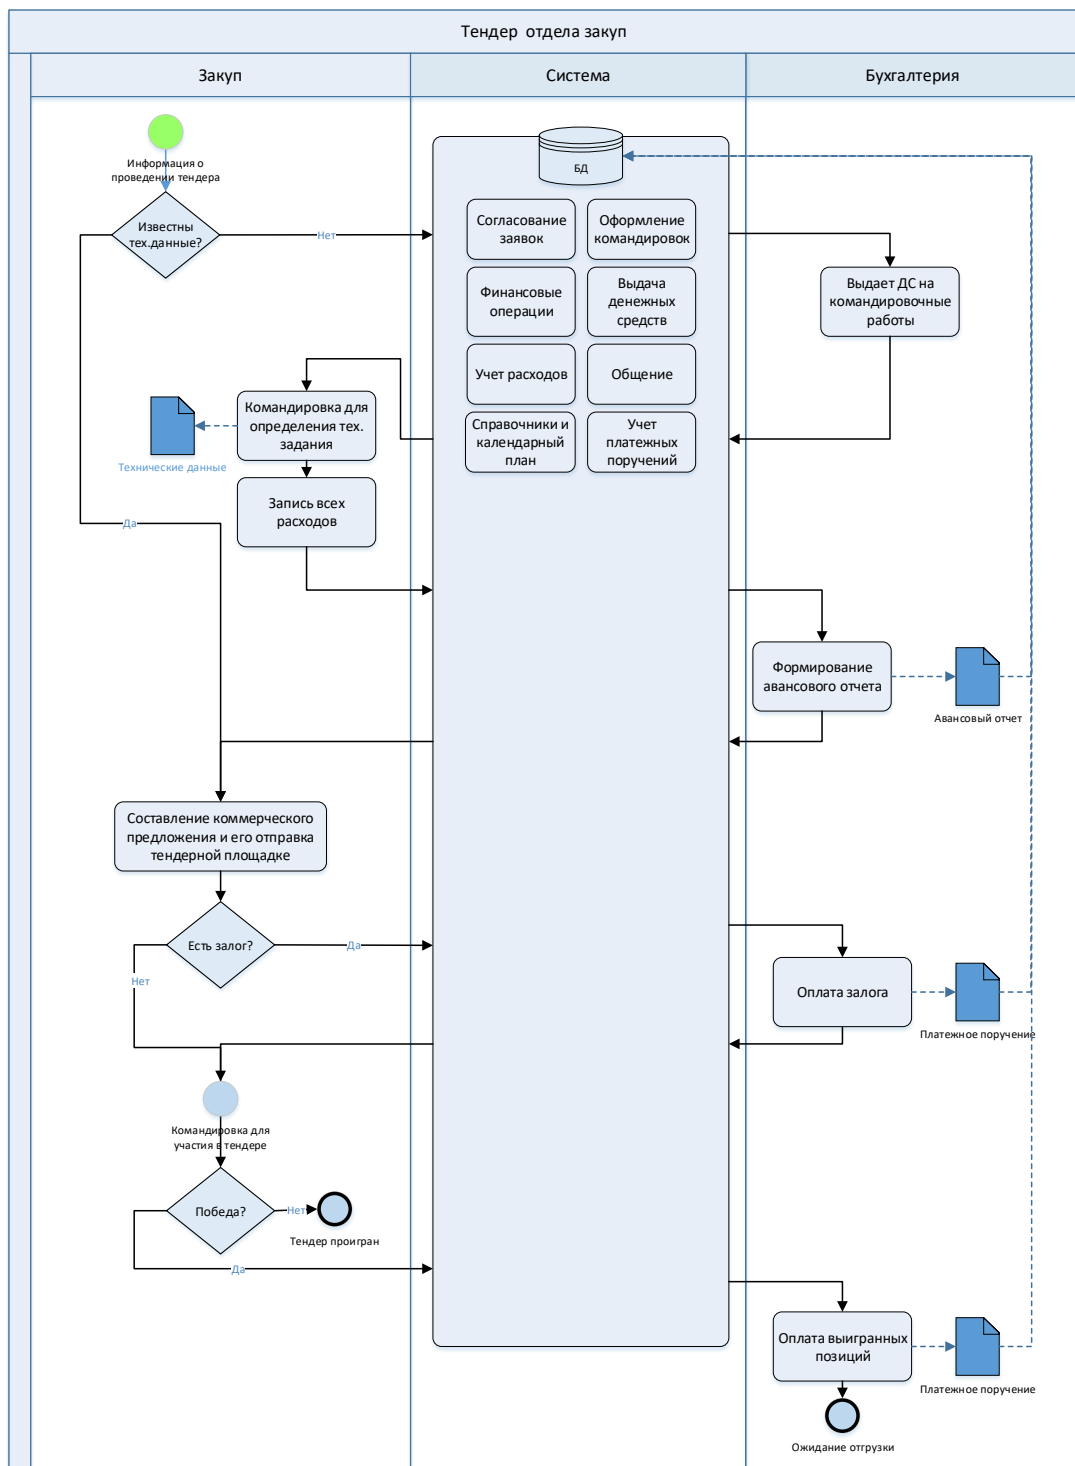 Тендер отдела закуп
Закуп
Система
Бухгалтерия
Информация о
проведении тендера
БД
Известны
тех.данные?
Нет
Согласование
заявок
Оформление
командировок
Финансовые
операции
Выдача
денежных
средств
Выдает ДС на
командировочные
работы
Учет расходов
Общение
Командировка для
определения тех.
задания
Справочники и
календарный
план
Учет
платежных
поручений
Технические данные
Запись всех
расходов
Да
Формирование
авансового отчета
Авансовый отчет
Составление коммерческого
предложения и его отправка
тендерной площадке
Есть залог?
Да
Нет
Оплата залога
Платежное поручение
Командировка для
участия в тендере
Победа?
Нет
Тендер проигран
Да
Оплата выигранных
позиций
Платежное поручение
Ожидание отгрузки